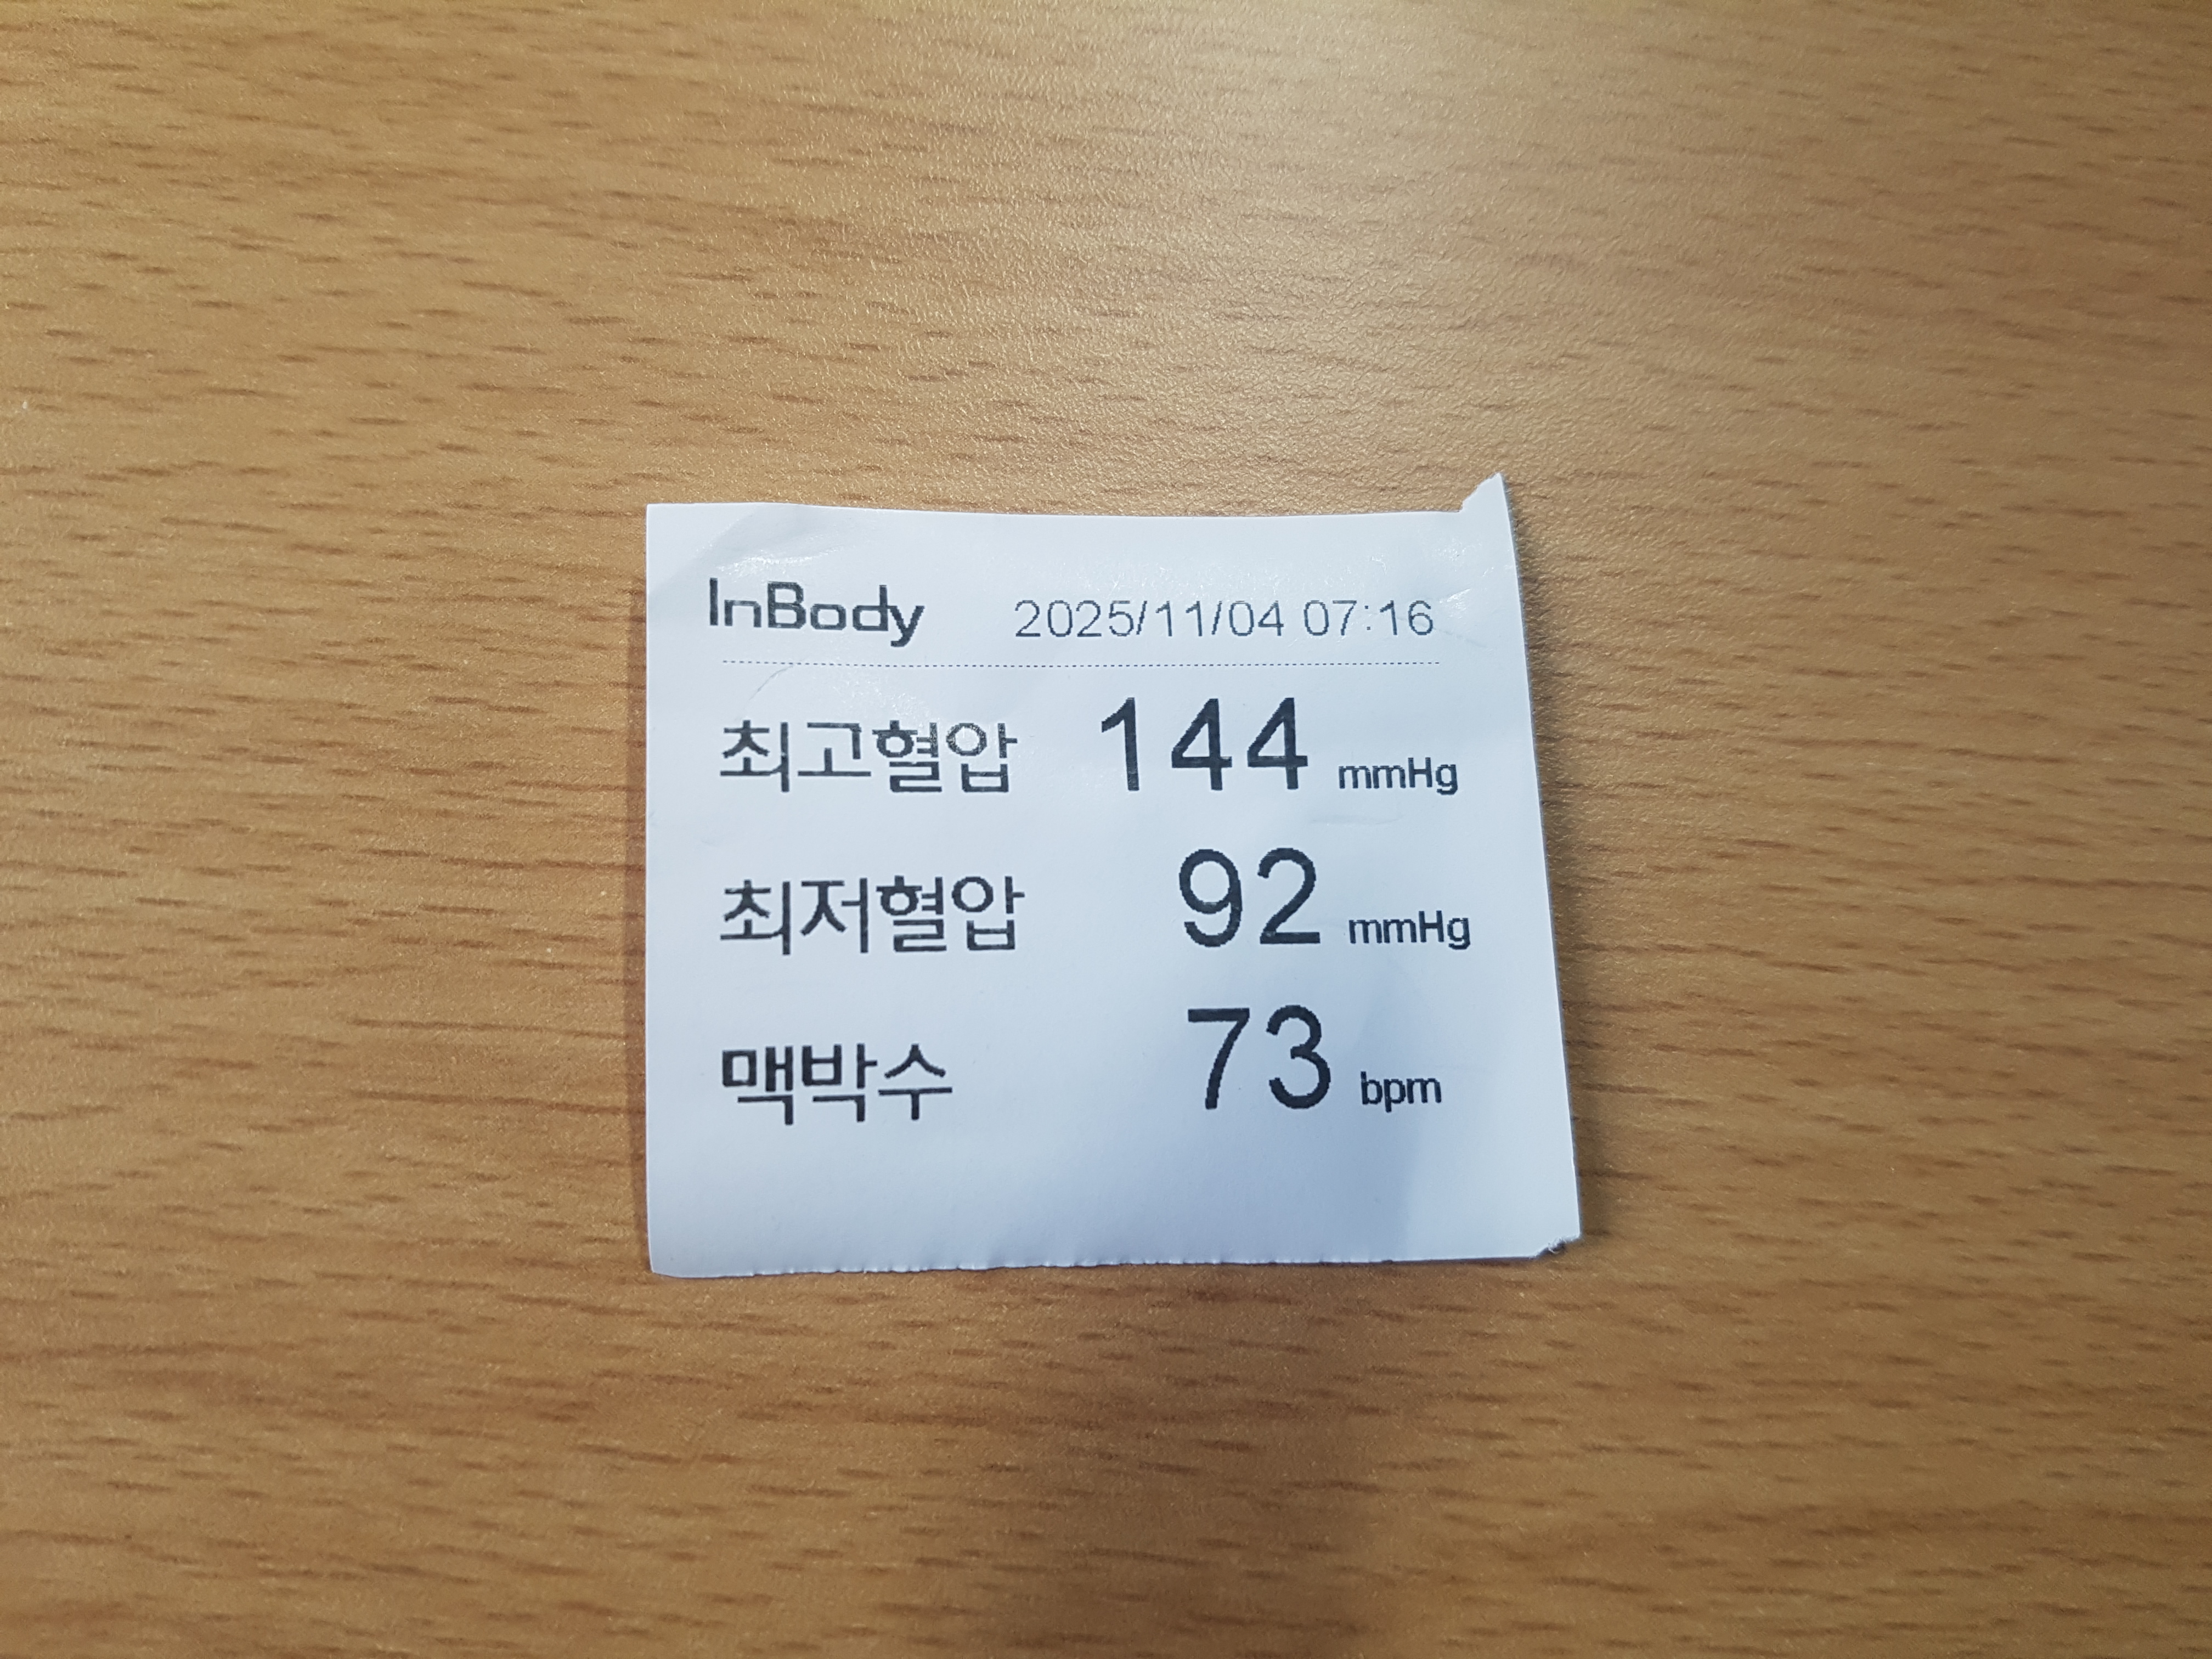 InBody 2025/11/04 07:16
최고혈압 144 mmHg
최저혈압 92 mmHg
맥박수 73 bpm